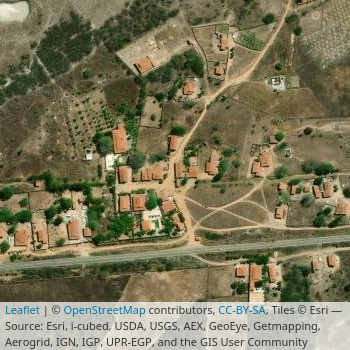 Leaflet | © OpenStreetMap contributors, CC-BY-SA, Tiles © Esri —
Source: Esri, i-cubed, USDA, USGS, AEX, GeoEye, Getmapping,
Aerogrid, IGN, IGP, UPR-EGP, and the GIS User Community